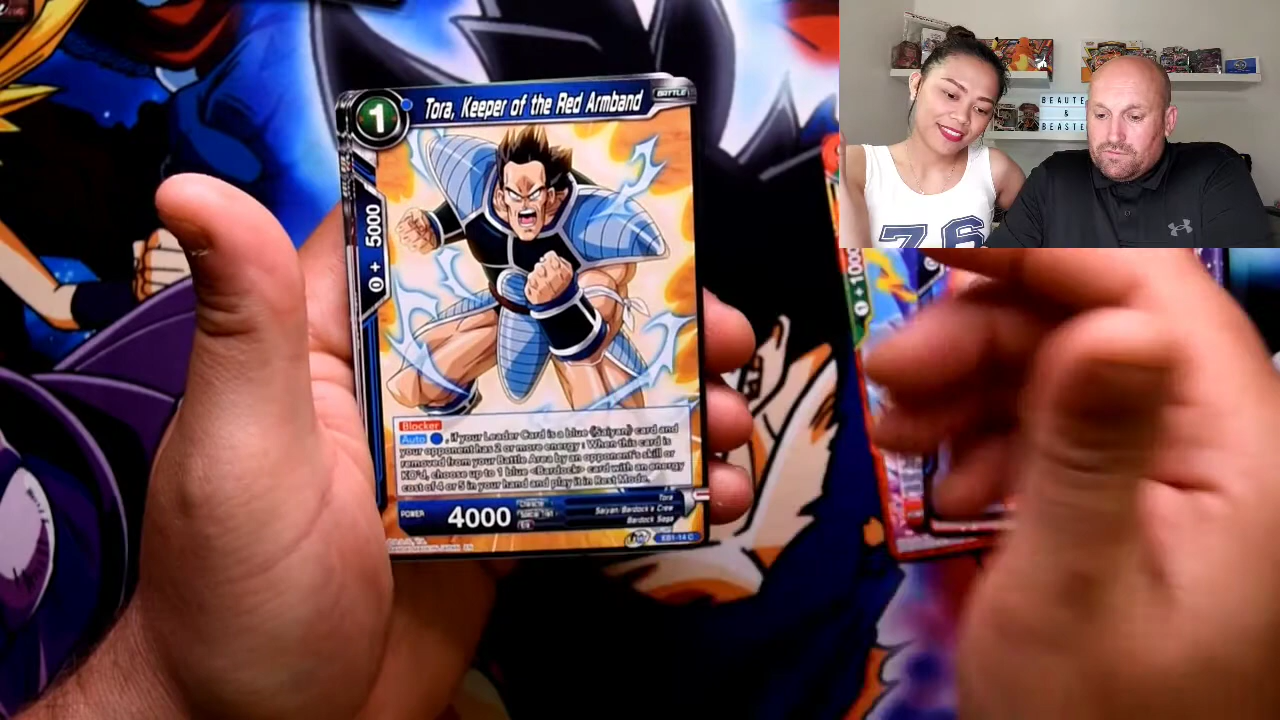 1
Tora, Keeper of the Red Armband
BATTLE
BEAUTE
&
BEASTE
76
5000
0 +
1 + 1000
Blocker
Auto , if your Leader Card is a blue 《Saiyan》 card and
your opponent has 2 or more energy : When this card is
removed from your Battle Area by an opponent's skill or
KO'd, choose up to 1 blue <Bardock> card with an energy
cost of 4 or 5 in your hand and play it in Rest Mode.
POWER
4000
Tora
Saiyan/Bardock's Crew
Bardock Saga
EB1-14 C